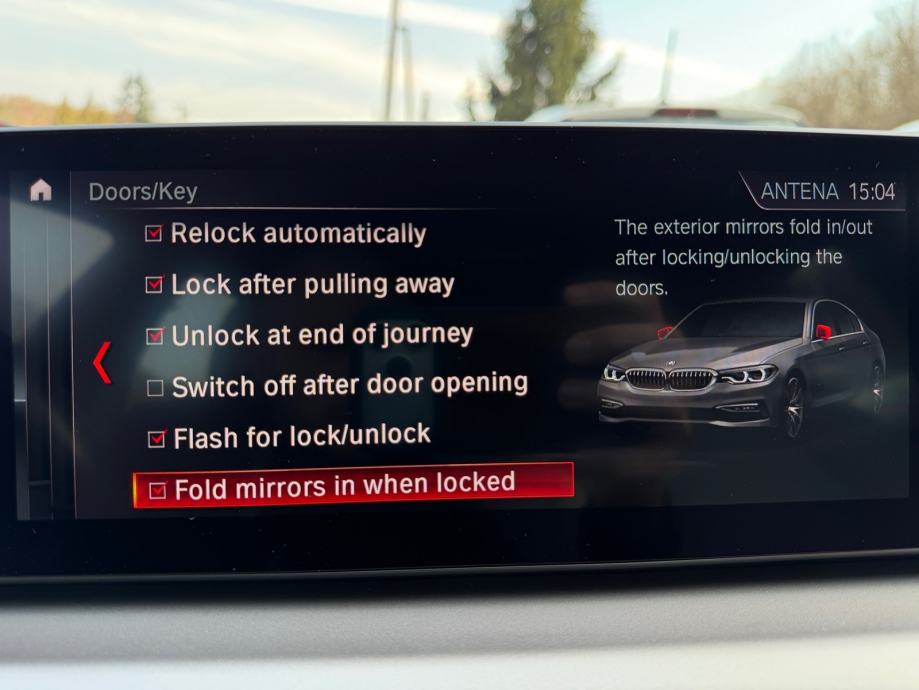 Doors/Key
ANTENA 15:04
Relock automatically
Lock after pulling away
Unlock at end of journey
Switch off after door opening
Flash for lock/unlock
Fold mirrors in when locked
The exterior mirrors fold in/out
after locking/unlocking the
doors.